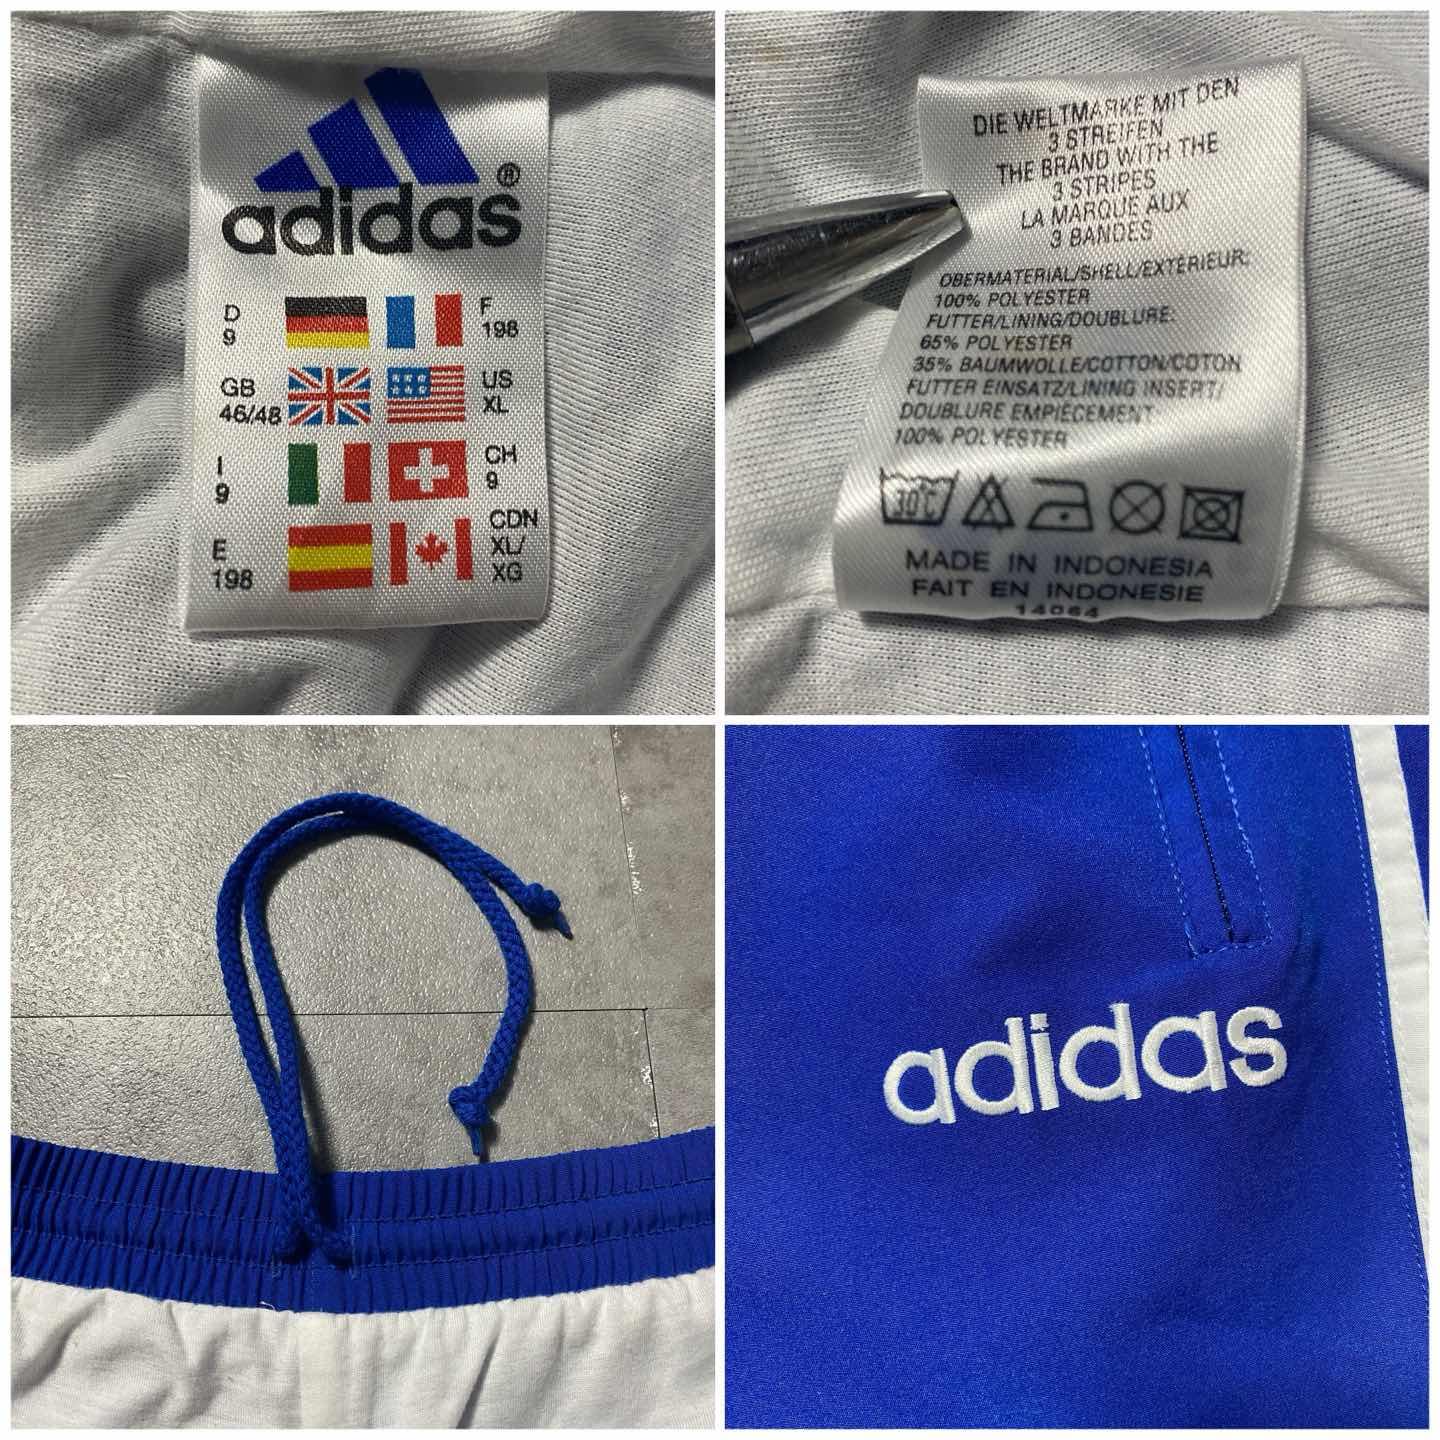 adidas®
D
9
F
198
GB
46/48
US
XL
I
9
CH
9
E
198
CDN
XL/
XG
DIE WELTMARKE MIT DEN
3 STREIFEN
THE BRAND WITH THE
3 STRIPES
LA MARQUE AUX
3 BANDES
OBERMATERIAL/SHELL/EXTÉRIEUR:
100% POLYESTER
FUTTER/LINING/DOUBLURE:
65% POLYESTER
35% BAUMWOLLE/COTTON/COTON
FUTTER EINSATZ/LINING INSERT/
DOUBLURE EMPIÈCEMENT
100% POLYESTER
30°C
MADE IN INDONESIA
FAIT EN INDONESIE
14064
adidas